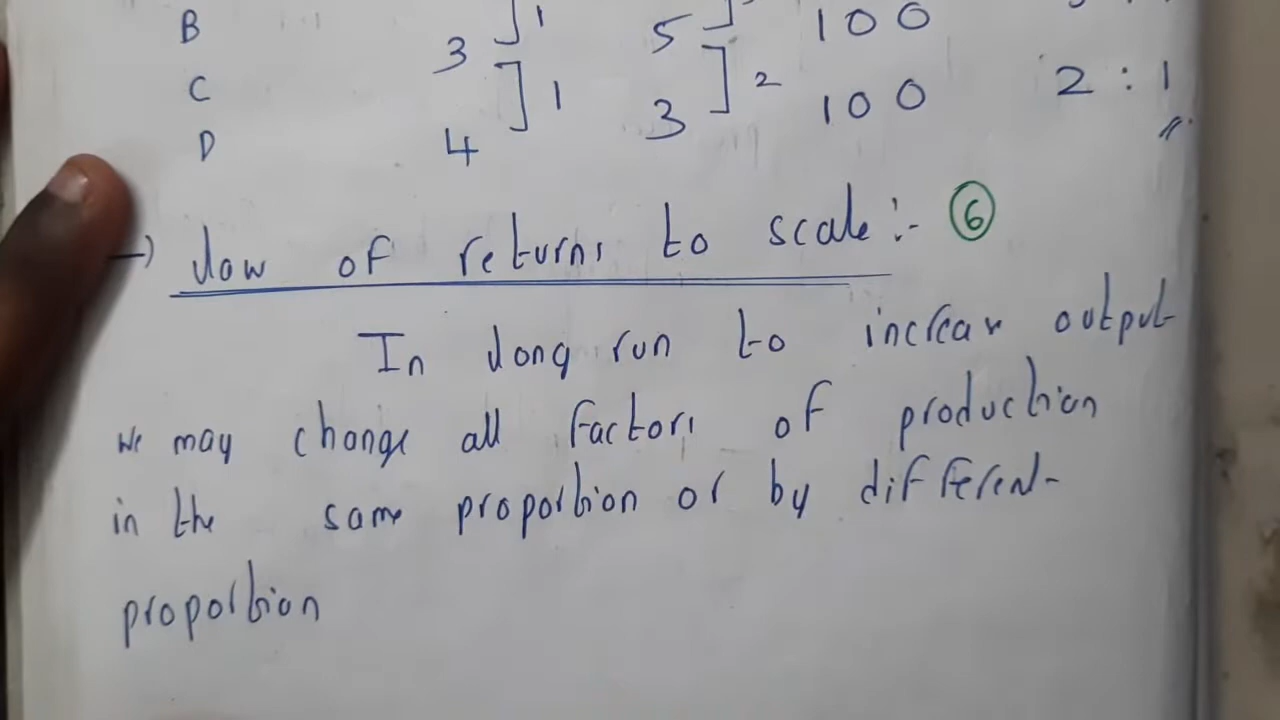 B 3 ] 1 5 ] 100
C ] 1 ] 2 100 2 : 1
D 4 3
→ Law of returns to scale :- 6
In long run to increase output
we may change all factors of production
in the same proportion or by different
proportion